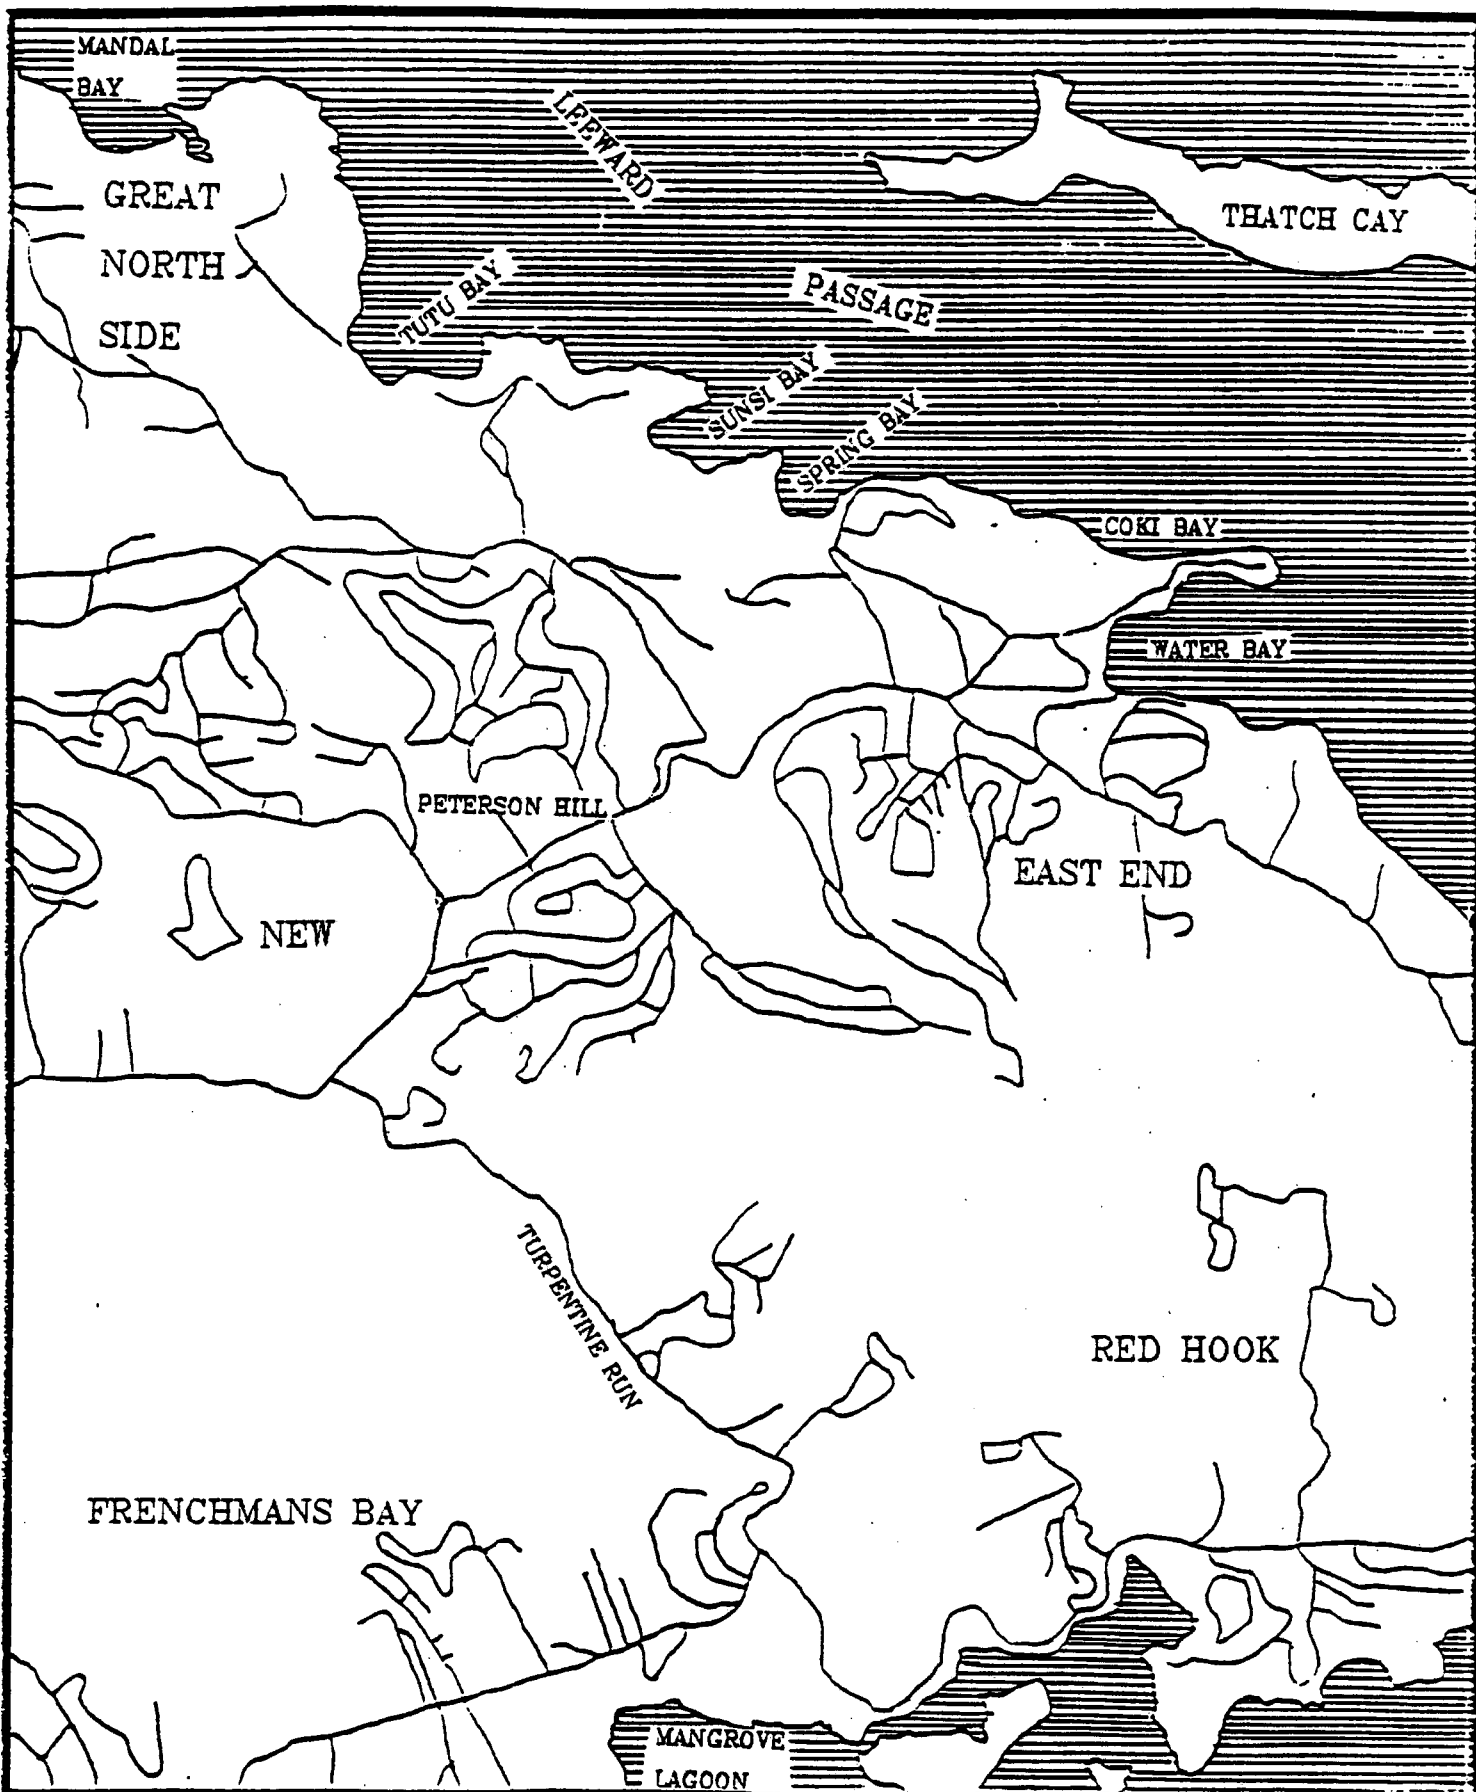 MANDAL
BAY
LEEWARD
GREAT
THATCH CAY
NORTH
TUTU BAY
PASSAGE
SIDE
SUNSI BAY
SPRING BAY
COKI BAY
WATER BAY
PETERSON HILL
EAST END
NEW
TURPENTINE RUN
RED HOOK
FRENCHMANS BAY
MANGROVE
LAGOON